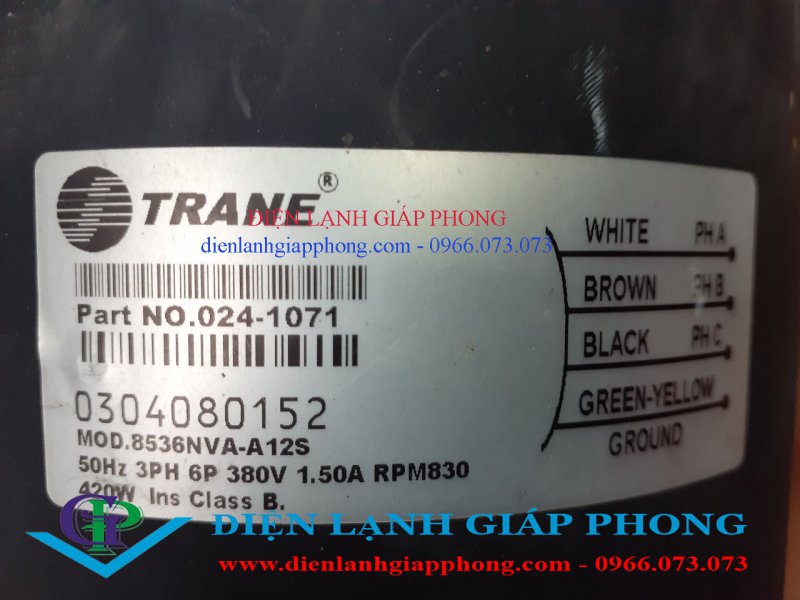 TRANE®
ĐIỆN LẠNH GIÁP PHONG
dienlanhgiapphong.com - 0966.073.073
Part NO.024-1071
0304080152
MOD.8536NVA-A12S
50Hz 3PH 6P 380V 1.50A RPM830
420W Ins Class B.
WHITE PH A
BROWN PH B
BLACK PH C
GREEN-YELLOW
GROUND
GP ĐIỆN LẠNH GIÁP PHONG
www.dienlanhgiapphong.com - 0966.073.073